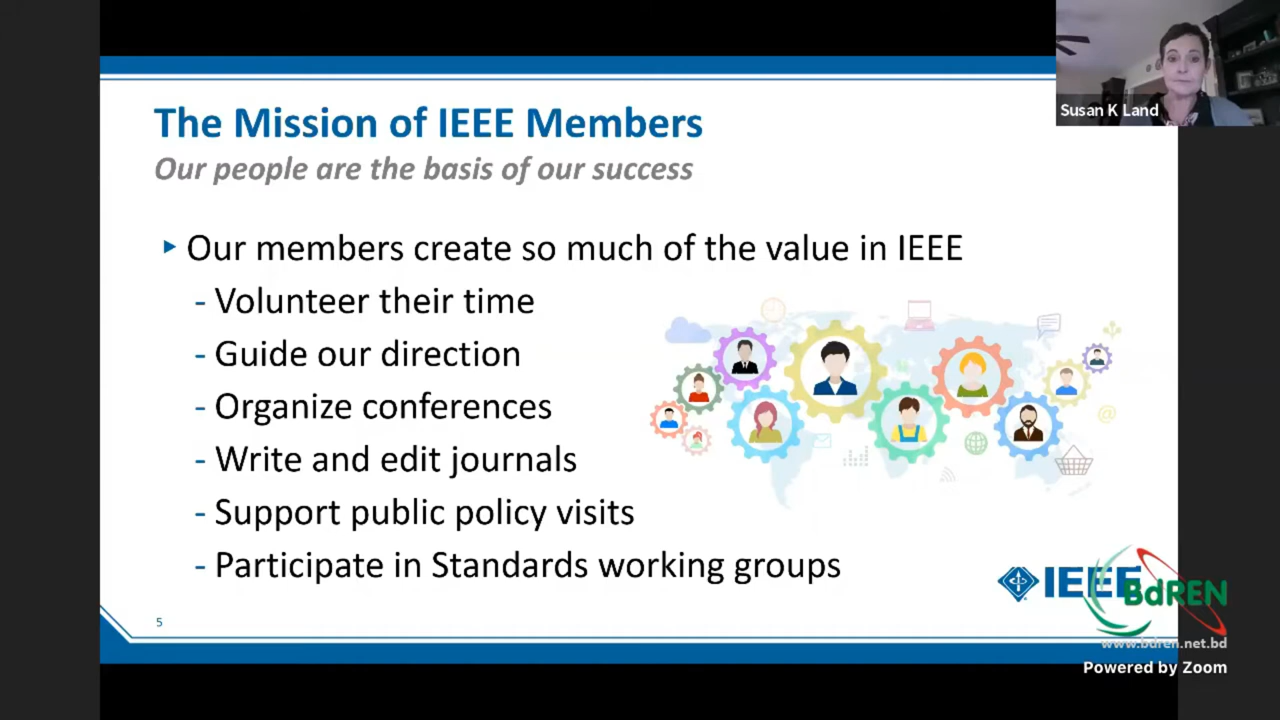 The Mission of IEEE Members
Our people are the basis of our success
Susan K Land
▸ Our members create so much of the value in IEEE
- Volunteer their time
- Guide our direction
- Organize conferences
- Write and edit journals
- Support public policy visits
- Participate in Standards working groups
IEEE
BdREN
www.bdren.net.bd
5
Powered by Zoom